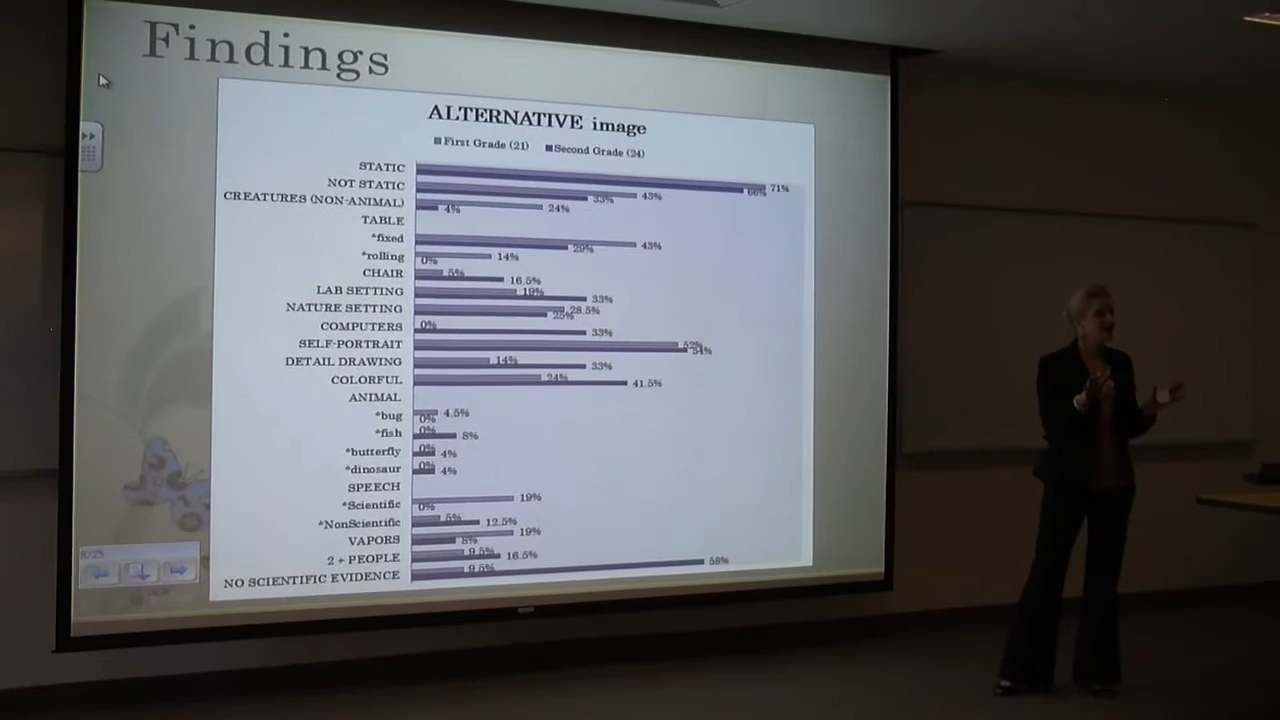 Findings
ALTERNATIVE image
First Grade (21) Second Grade (24)
STATIC 71% 66%
NOT STATIC 43% 33%
CREATURES (NON-ANIMAL) 24% 4%
TABLE
*fixed 43% 29%
*rolling 14% 0%
CHAIR 5% 16.5%
LAB SETTING 19% 33%
NATURE SETTING 28.5% 25%
COMPUTERS 0% 33%
SELF-PORTRAIT 52% 54%
DETAIL DRAWING 14% 33%
COLORFUL 24% 41.5%
ANIMAL
*bug 4.5% 0%
*fish 0% 8%
*butterfly 0% 4%
*dinosaur 0% 4%
SPEECH
*Scientific 19% 0%
*NonScientific 5% 12.5%
VAPORS 19% 8%
2 + PEOPLE 9.5% 16.5%
NO SCIENTIFIC EVIDENCE 9.5% 58%